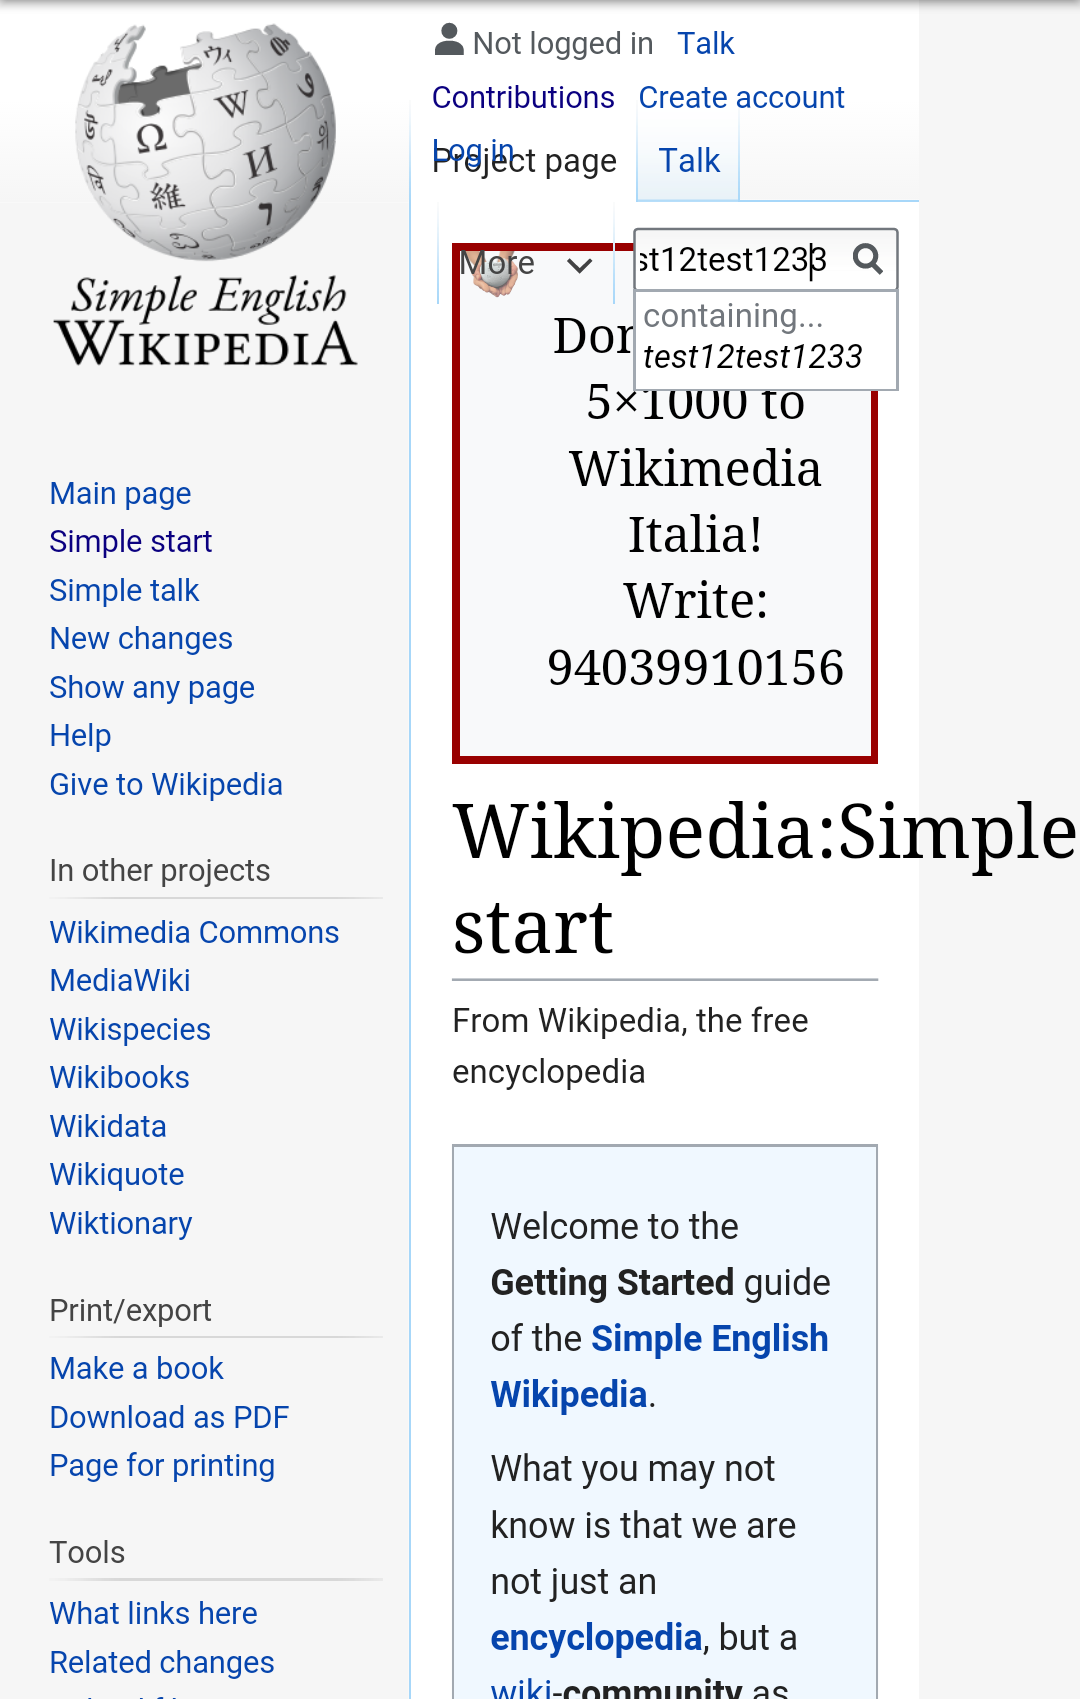 Simple English
WIKIPEDIA
Main page
Simple start
Simple talk
New changes
Show any page
Help
Give to Wikipedia
In other projects
Wikimedia Commons
MediaWiki
Wikispecies
Wikibooks
Wikidata
Wikiquote
Wiktionary
Print/export
Make a book
Download as PDF
Page for printing
Tools
What links here
Related changes
Not logged in Talk
Contributions Create account
Log in
Project page Talk
More
st12test1233
containing...
test12test1233
5×1000 to
Wikimedia
Italia!
Write:
94039910156
Wikipedia:Simple
start
From Wikipedia, the free
encyclopedia
Welcome to the
Getting Started guide
of the Simple English
Wikipedia.
What you may not
know is that we are
not just an
encyclopedia, but a
wiki-community as